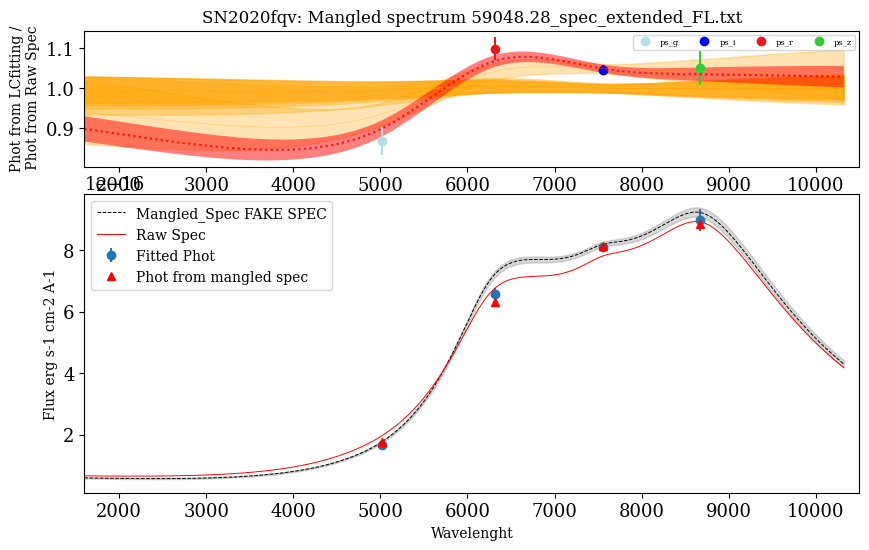 SN2020fqv: Mangled spectrum 59048.28_spec_extended_FL.txt
Phot from LCfitting /
Phot from Raw Spec
1.1
1.0
0.9
ps_g ps_i ps_r ps_z
2000 3000 4000 5000 6000 7000 8000 9000 10000
1e−16
Mangled_Spec FAKE SPEC
Raw Spec
Fitted Phot
Phot from mangled spec
Flux erg s-1 cm-2 A-1
8
6
4
2
2000 3000 4000 5000 6000 7000 8000 9000 10000
Wavelenght